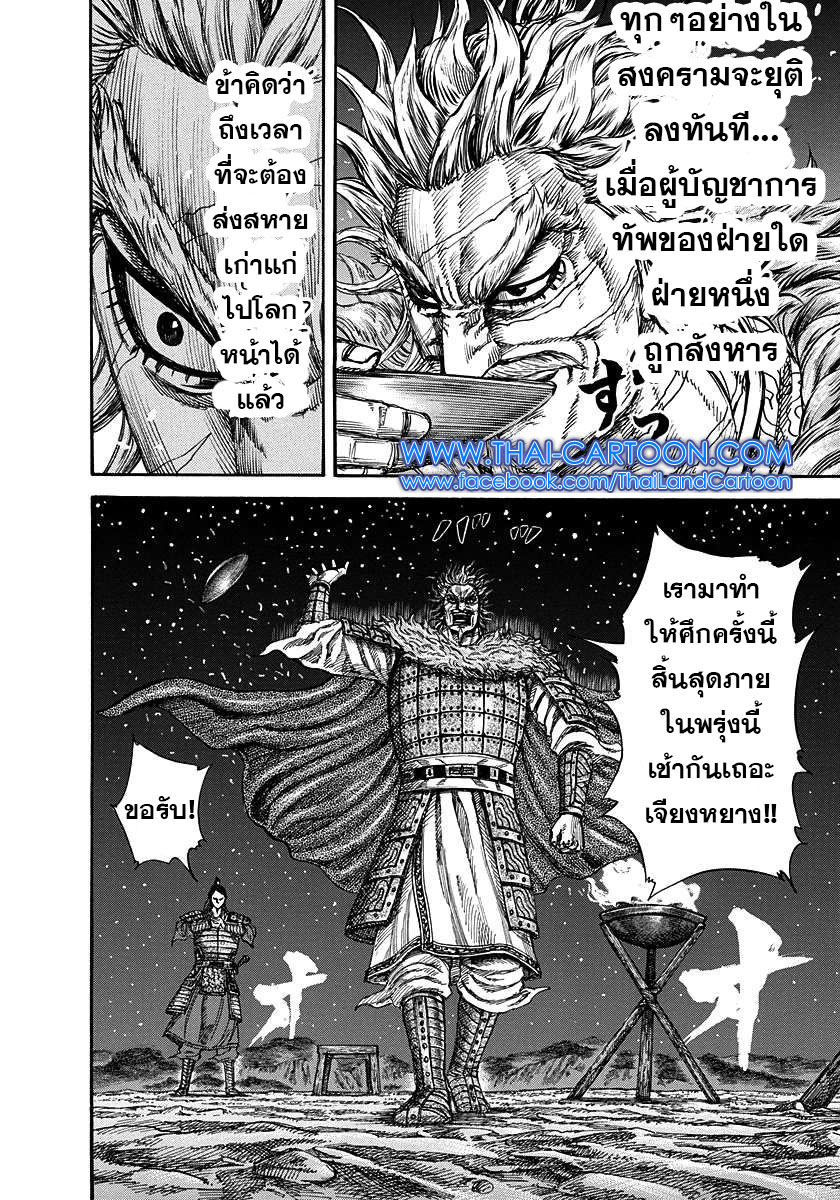 ทุกๆอย่างใน
สงครามจะยุติ
ลงทันที...
เมื่อผู้บัญชาการ
ทัพของฝ่ายใด
ฝ่ายหนึ่ง
ถูกสังหาร
ずっ
ข้าคิดว่า
ถึงเวลา
ที่จะต้อง
ส่งสหาย
เก่าแก่
ไปโลก
หน้าได้
แล้ว
WWW.THAI-CARTOON.COM
www.facebook.com/ThaiLandCartoon
เรามาทำ
ให้ศึกครั้งนี้
สิ้นสุดภาย
ในพรุ่งนี้
เช้ากันเถอะ
เจียงหยาง!!
ขอรับ!
オ
オ